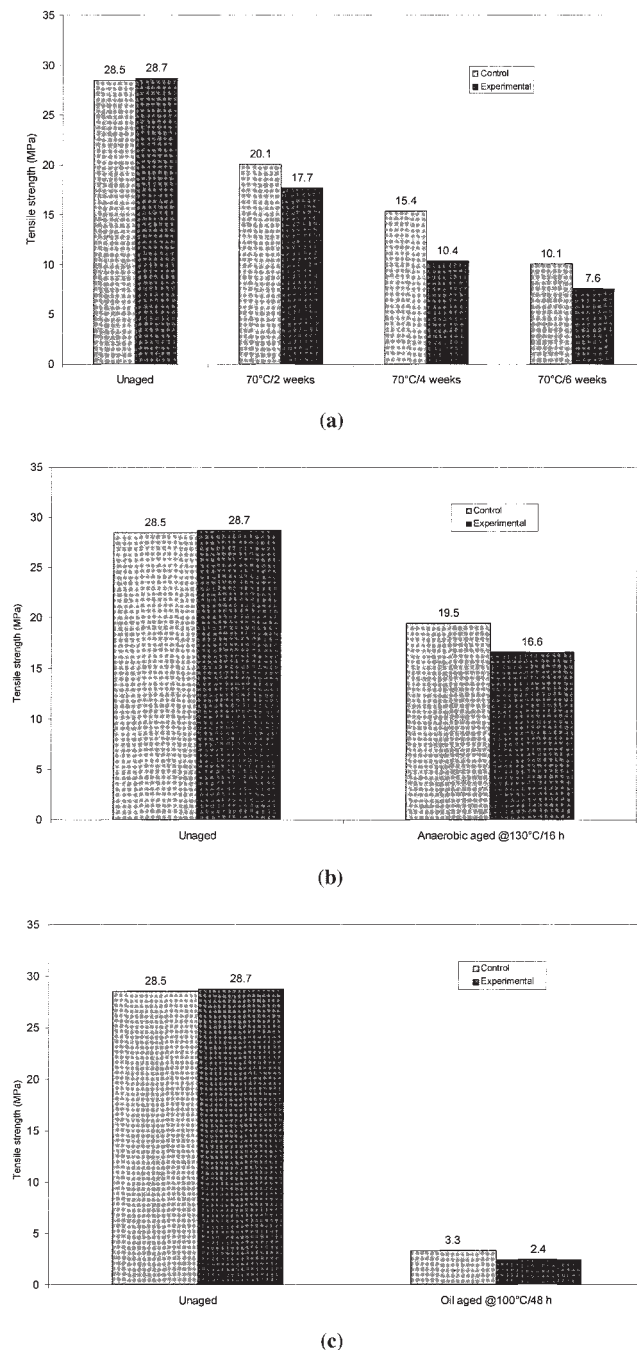 35
30
25
20
15
10
5
0
Tensile strength (MPa)
28.5
28.7
20.1
17.7
15.4
10.4
10.1
7.6
Control
Experimental
Unaged
70°C/2 weeks
70°C/4 weeks
70°C/6 weeks
(a)
35
30
25
20
15
10
5
0
Tensile strength (MPa)
28.5
28.7
19.5
16.6
Control
Experimental
Unaged
Anaerobic aged @130°C/16 h
(b)
35
30
25
20
15
10
5
0
Tensile strength (MPa)
28.5
28.7
3.3
2.4
Control
Experimental
Unaged
Oil aged @100°C/48 h
(c)